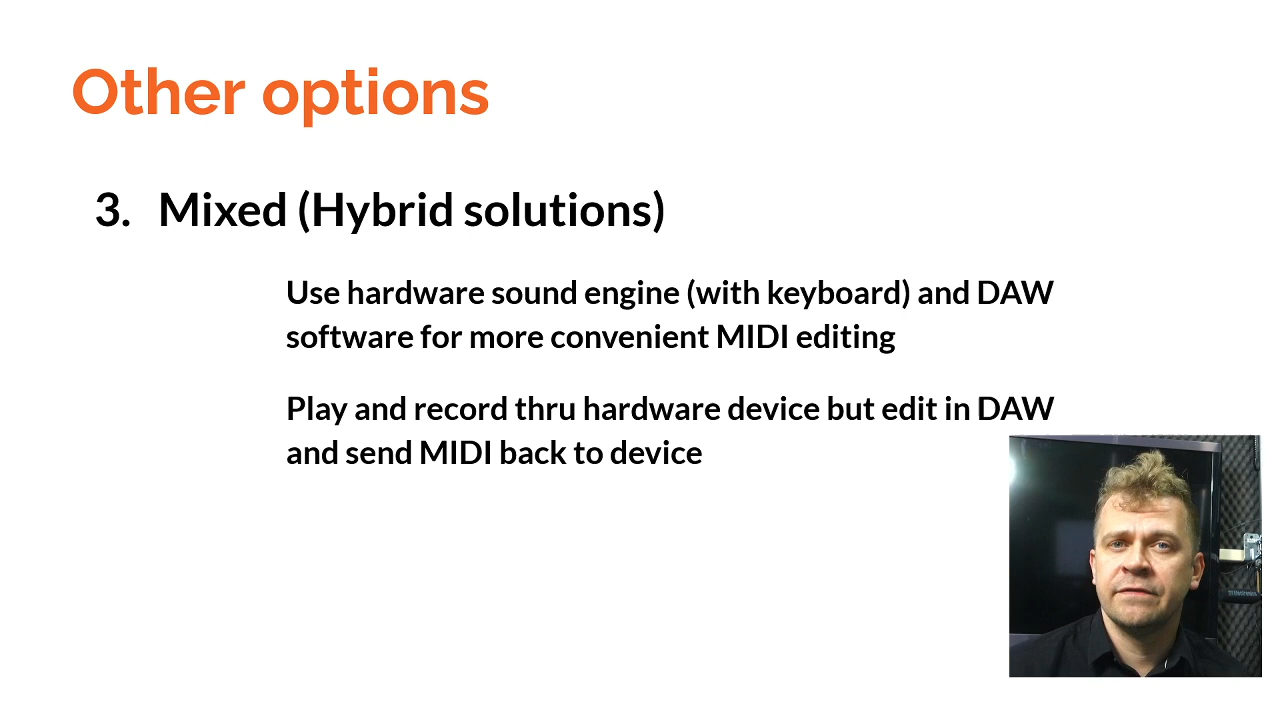 Other options
3. Mixed (Hybrid solutions)
Use hardware sound engine (with keyboard) and DAW
software for more convenient MIDI editing
Play and record thru hardware device but edit in DAW
and send MIDI back to device